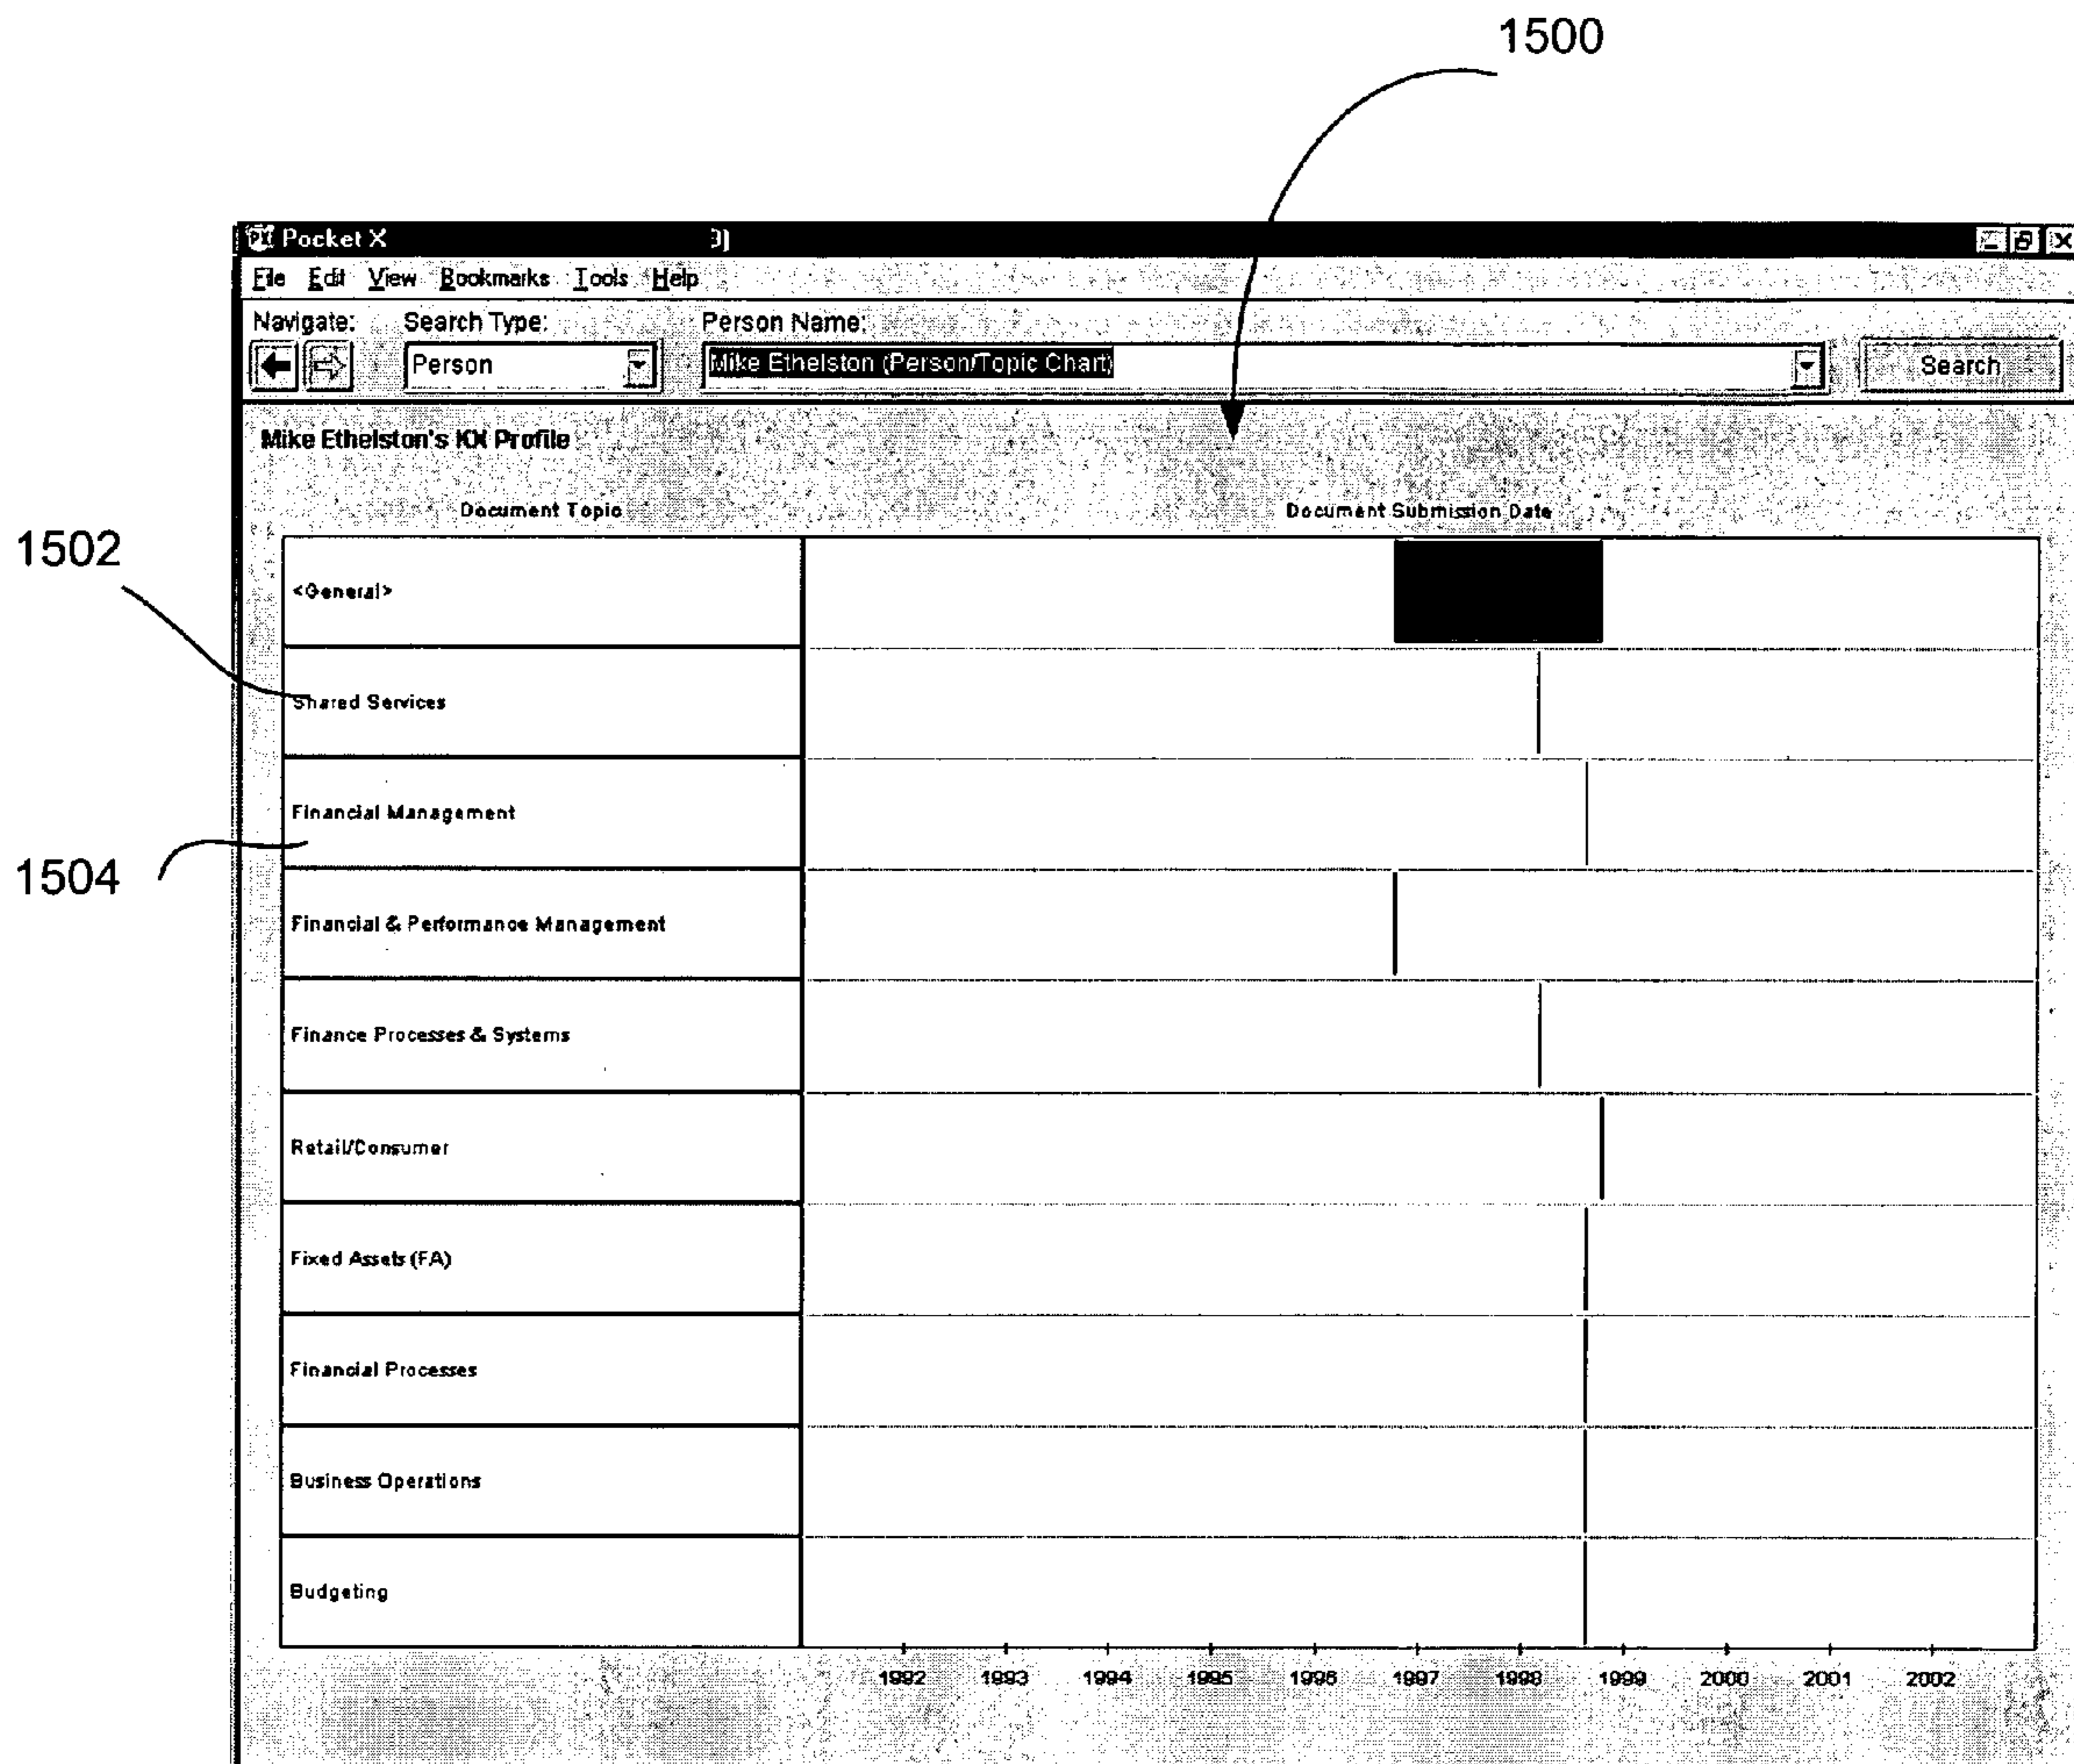 1500
Pocket X
File Edit View Bookmarks Tools Help
Navigate: Search Type: Person Name:
Person Mike Ethelston (Person/Topic Chart) Search
Mike Ethelston's KX Profile
Document Topic Document Submission Date
1502
<General>
Shared Services
Financial Management
1504
Financial & Performance Management
Finance Processes & Systems
Retail/Consumer
Fixed Assets (FA)
Financial Processes
Business Operations
Budgeting
1992 1993 1994 1995 1996 1997 1998 1999 2000 2001 2002